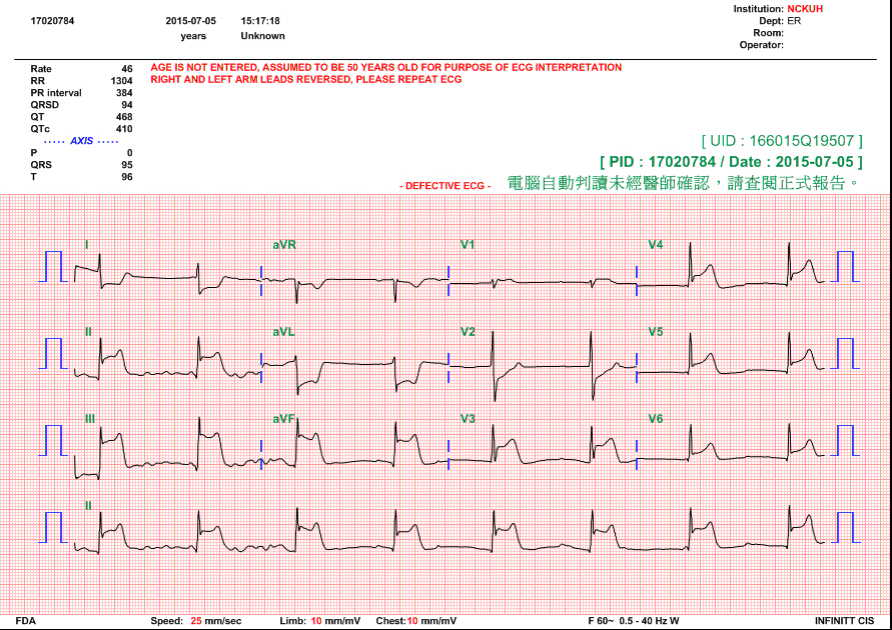 Institution: NCKUH
17020784 2015-07-05 15:17:18 Dept: ER
years Unknown Room:
Operator:
Rate 46 AGE IS NOT ENTERED, ASSUMED TO BE 50 YEARS OLD FOR PURPOSE OF ECG INTERPRETATION
RR 1304 RIGHT AND LEFT ARM LEADS REVERSED, PLEASE REPEAT ECG
PR interval 384
QRSD 94
QT 468
QTc 410
····· AXIS ·····
P 0
QRS 95
T 96
[ UID : 166015Q19507 ]
[ PID : 17020784 / Date : 2015-07-05 ]
- DEFECTIVE ECG - 電腦自動判讀未經醫師確認，請查閱正式報告。
I aVR V1 V4
II aVL V2 V5
III aVF V3 V6
II
FDA Speed: 25 mm/sec Limb: 10 mm/mV Chest: 10 mm/mV F 60~ 0.5 - 40 Hz W INFINITT CIS